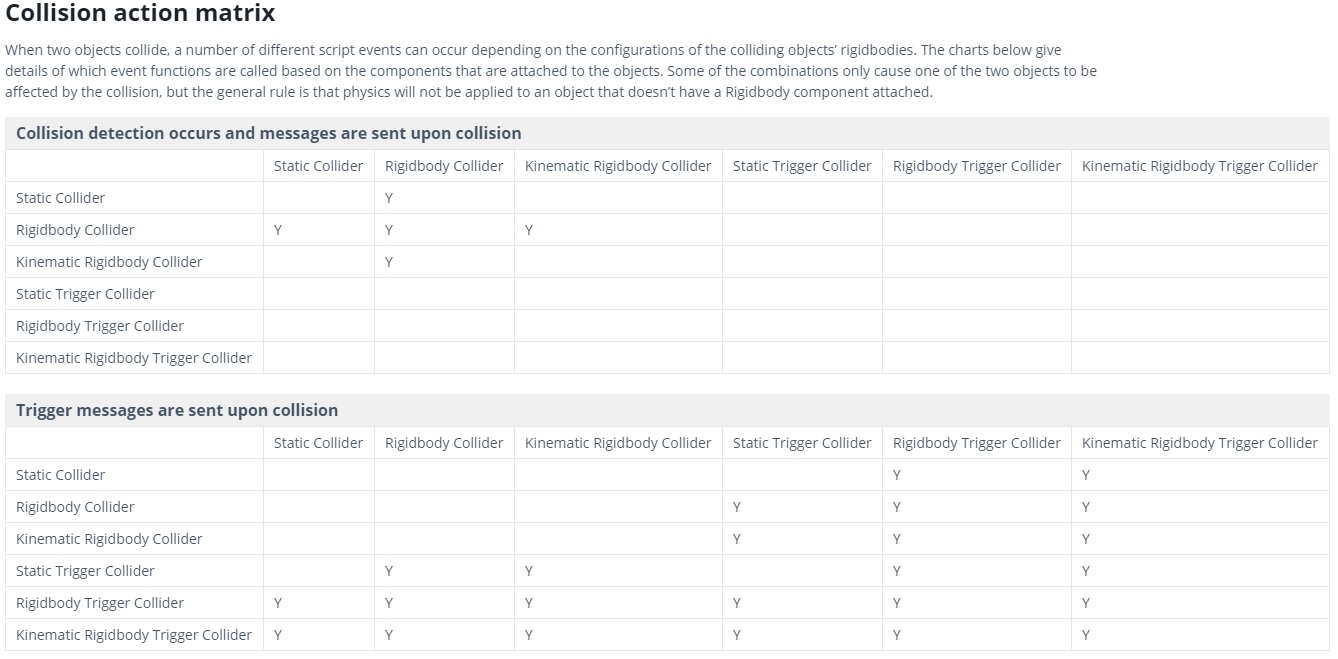 Collision action matrix
When two objects collide, a number of different script events can occur depending on the configurations of the colliding objects’ rigidbodies. The charts below give
details of which event functions are called based on the components that are attached to the objects. Some of the combinations only cause one of the two objects to be
affected by the collision, but the general rule is that physics will not be applied to an object that doesn’t have a Rigidbody component attached.
Collision detection occurs and messages are sent upon collision
Static Collider Rigidbody Collider Kinematic Rigidbody Collider Static Trigger Collider Rigidbody Trigger Collider Kinematic Rigidbody Trigger Collider
Static Collider Y
Rigidbody Collider Y Y Y
Kinematic Rigidbody Collider Y
Static Trigger Collider
Rigidbody Trigger Collider
Kinematic Rigidbody Trigger Collider
Trigger messages are sent upon collision
Static Collider Rigidbody Collider Kinematic Rigidbody Collider Static Trigger Collider Rigidbody Trigger Collider Kinematic Rigidbody Trigger Collider
Static Collider Y Y
Rigidbody Collider Y Y Y
Kinematic Rigidbody Collider Y Y Y
Static Trigger Collider Y Y Y Y
Rigidbody Trigger Collider Y Y Y Y Y Y
Kinematic Rigidbody Trigger Collider Y Y Y Y Y Y